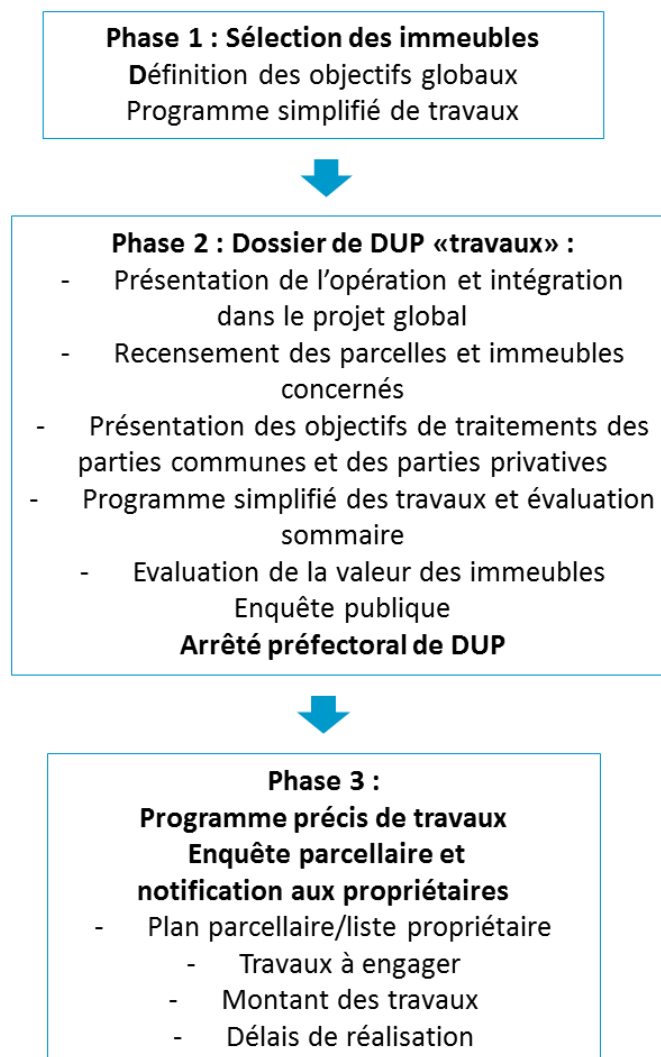 Phase 1 : Sélection des immeubles
Définition des objectifs globaux
Programme simplifié de travaux
Phase 2 : Dossier de DUP «travaux» :
- Présentation de l’opération et intégration
dans le projet global
- Recensement des parcelles et immeubles
concernés
- Présentation des objectifs de traitements des
parties communes et des parties privatives
- Programme simplifié des travaux et évaluation
sommaire
- Evaluation de la valeur des immeubles
Enquête publique
Arrêté préfectoral de DUP
Phase 3 :
Programme précis de travaux
Enquête parcellaire et
notification aux propriétaires
- Plan parcellaire/liste propriétaire
- Travaux à engager
- Montant des travaux
- Délais de réalisation